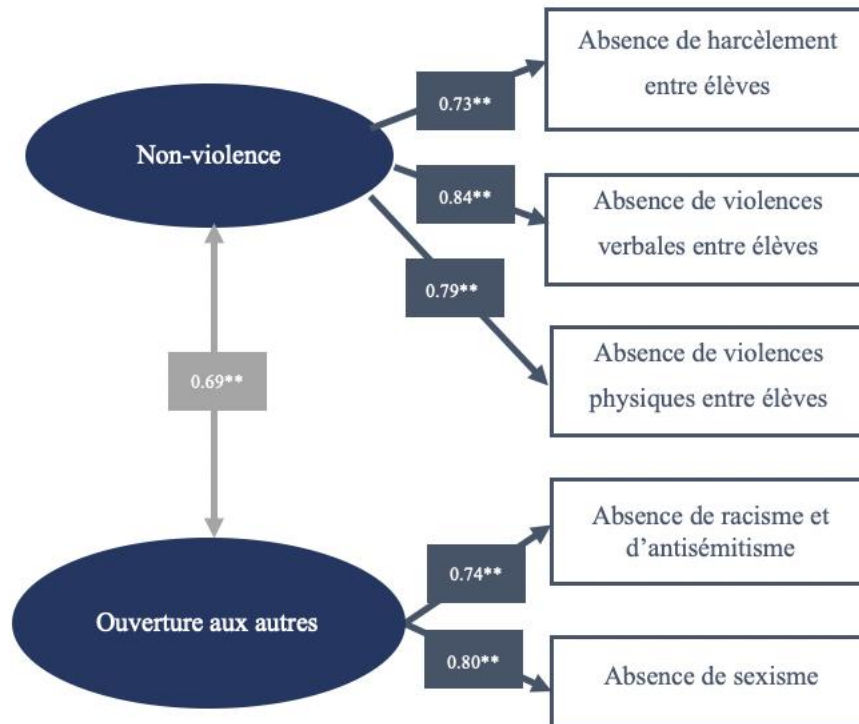 Absence de harcèlement
entre élèves
0.73**
Non-violence
0.84**
Absence de violences
verbales entre élèves
0.79**
Absence de violences
physiques entre élèves
0.69**
Absence de racisme et
d’antisémitisme
0.74**
Ouverture aux autres
0.80**
Absence de sexisme